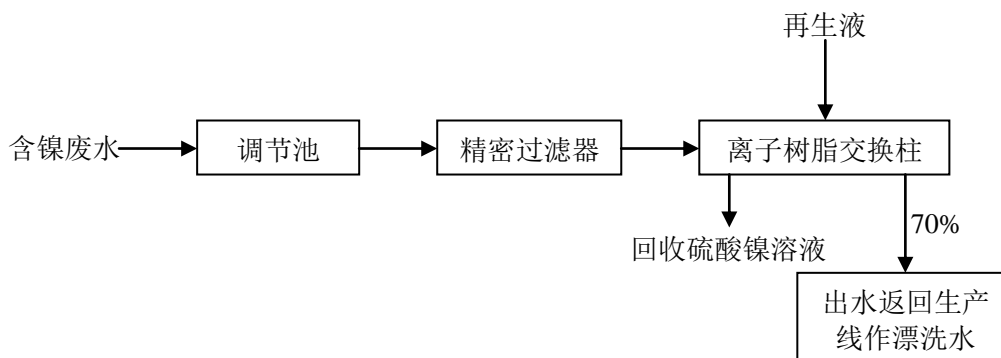 再生液
含镍废水
调节池
精密过滤器
离子树脂交换柱
70%
回收硫酸镍溶液
出水返回生产
线作漂洗水